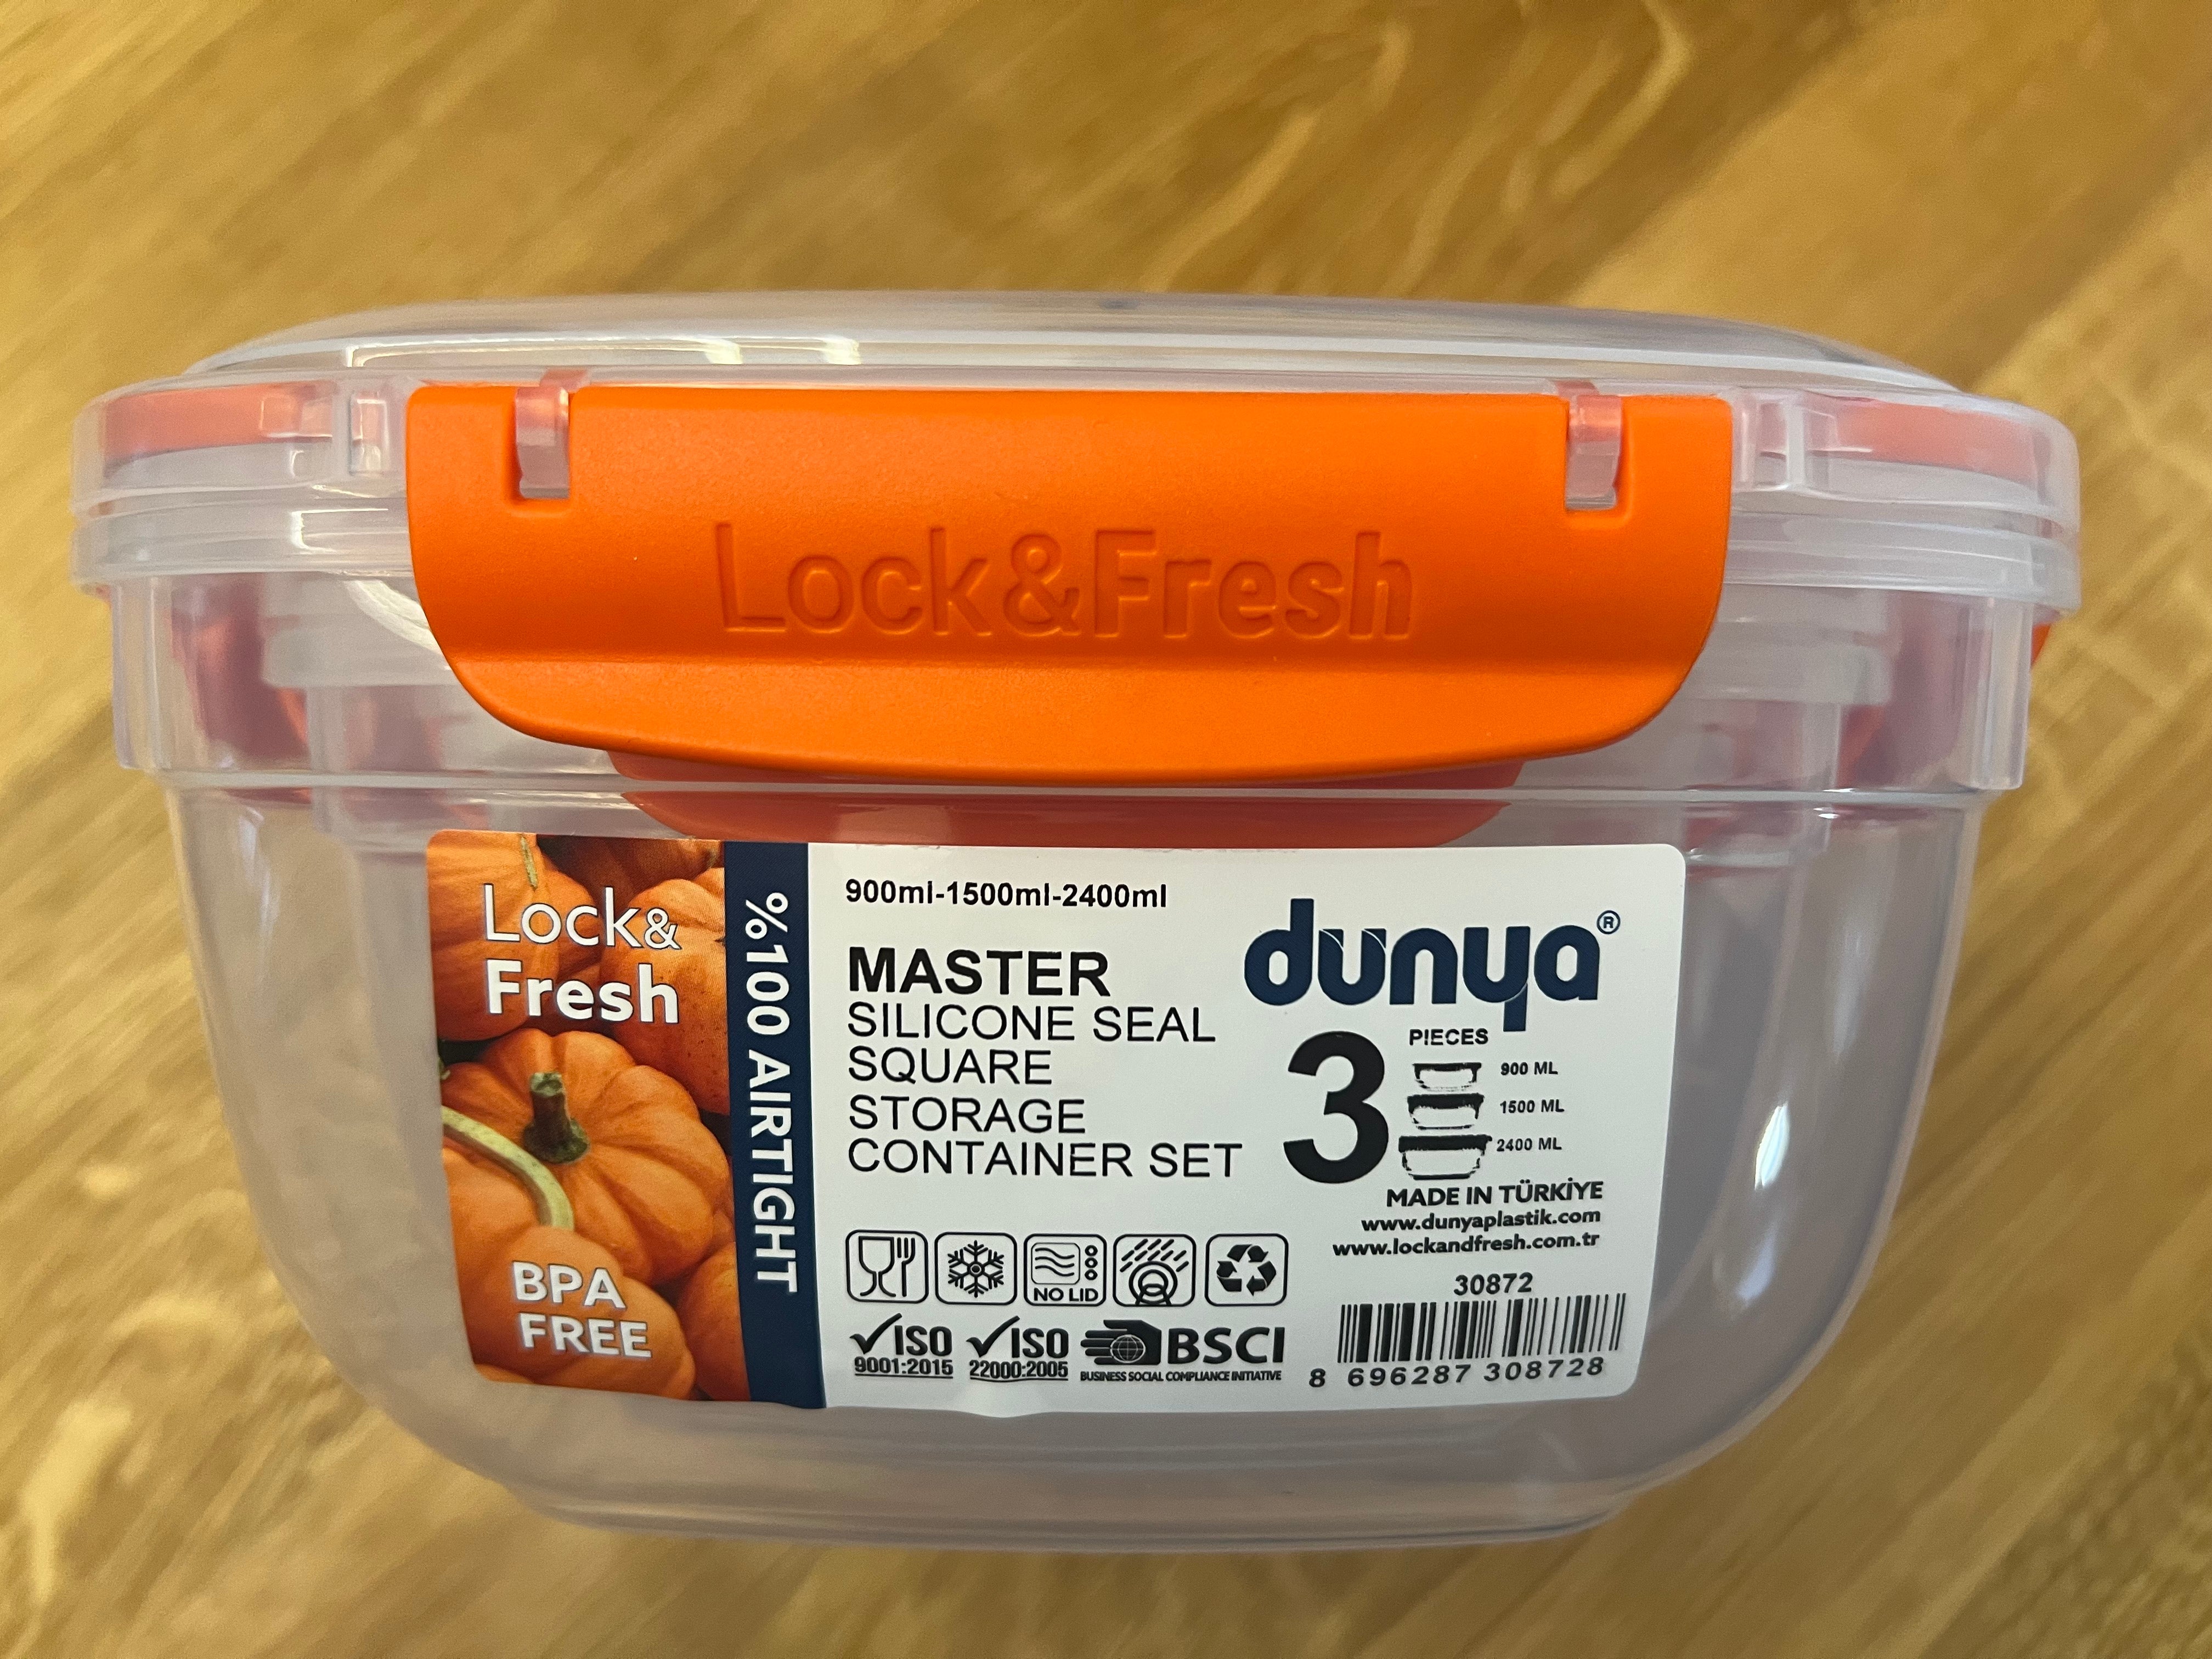 Lock&Fresh
Lock&
Fresh
BPA
FREE
%100 AIRTIGHT
900ml-1500ml-2400ml
MASTER
SILICONE SEAL
SQUARE
STORAGE
CONTAINER SET
dunya®
3
PIECES
900 ML
1500 ML
2400 ML
MADE IN TÜRKİYE
www.dunyaplastik.com
www.lockandfresh.com.tr
NO LID
ISO
9001:2015
ISO
22000:2005
BSCI
BUSINESS SOCIAL COMPLIANCE INITIATIVE
30872
8 696287 308728